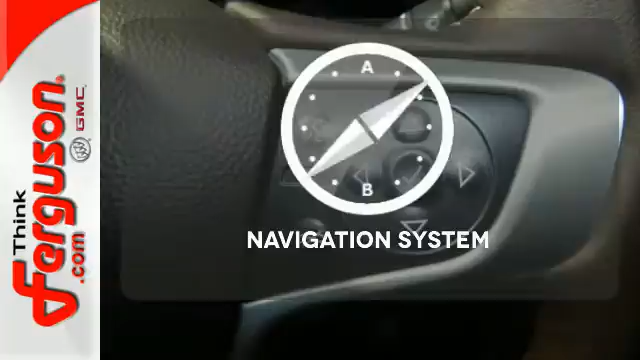 Think
Ferguson
.com
GMC
A
B
NAVIGATION SYSTEM